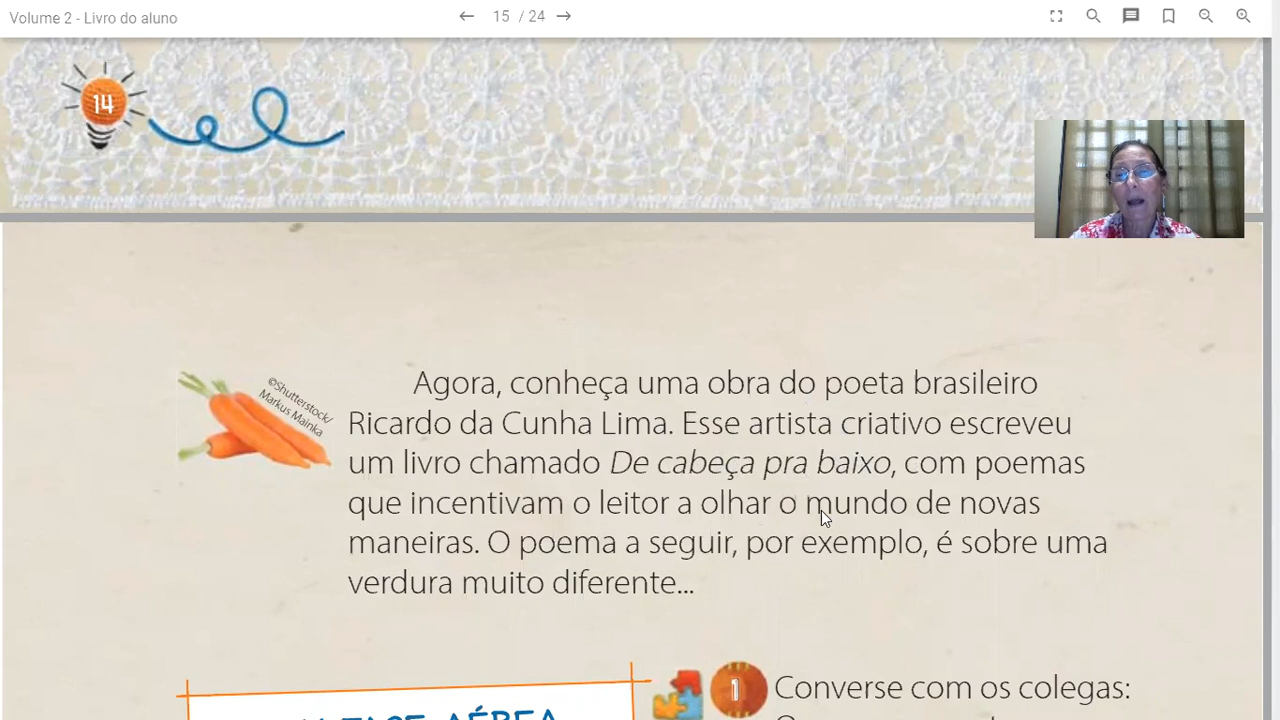 Volume 2 - Livro do aluno
15 / 24
14
©Shutterstock/
Markus Mainka
Agora, conheça uma obra do poeta brasileiro
Ricardo da Cunha Lima. Esse artista criativo escreveu
um livro chamado De cabeça pra baixo, com poemas
que incentivam o leitor a olhar o mundo de novas
maneiras. O poema a seguir, por exemplo, é sobre uma
verdura muito diferente...
AÉREA
1
Converse com os colegas: